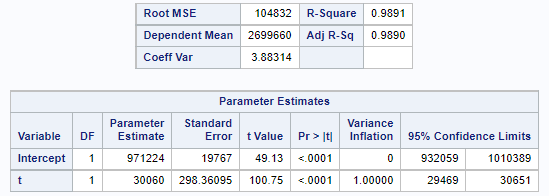 Root MSE 104832 R-Square 0.9891
Dependent Mean 2699660 Adj R-Sq 0.9890
Coeff Var 3.88314
Parameter Estimates
Variable DF Parameter Estimate Standard Error t Value Pr > |t| Variance Inflation 95% Confidence Limits
Intercept 1 971224 19767 49.13 <.0001 0 932059 1010389
t 1 30060 298.36095 100.75 <.0001 1.00000 29469 30651